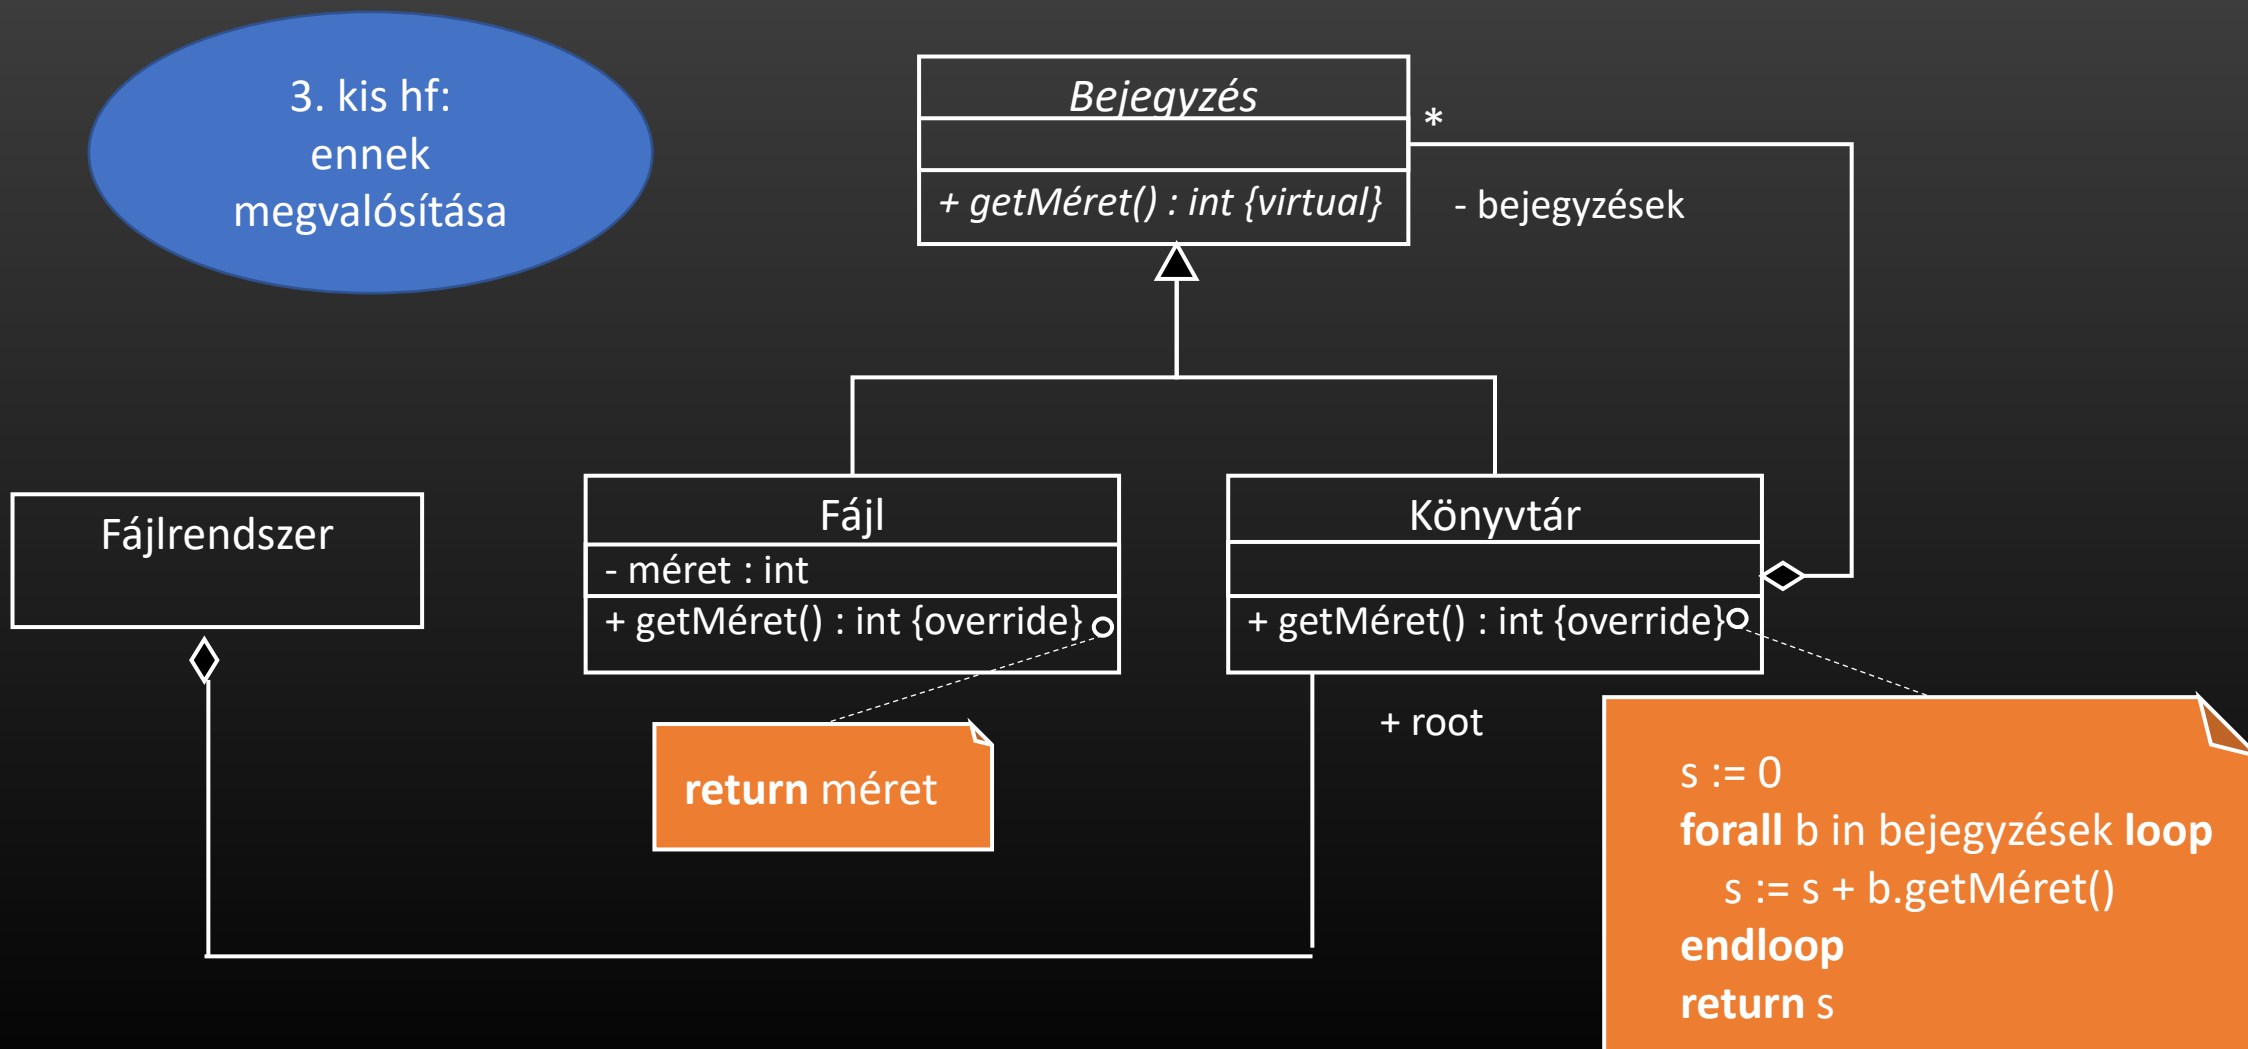 3. kis hf:
ennek
megvalósítása
Bejegyzés
+ getMéret() : int {virtual}
*
- bejegyzések
Fájlrendszer
Fájl
- méret : int
+ getMéret() : int {override}
return méret
Könyvtár
+ getMéret() : int {override}
+ root
s := 0
forall b in bejegyzések loop
s := s + b.getMéret()
endloop
return s